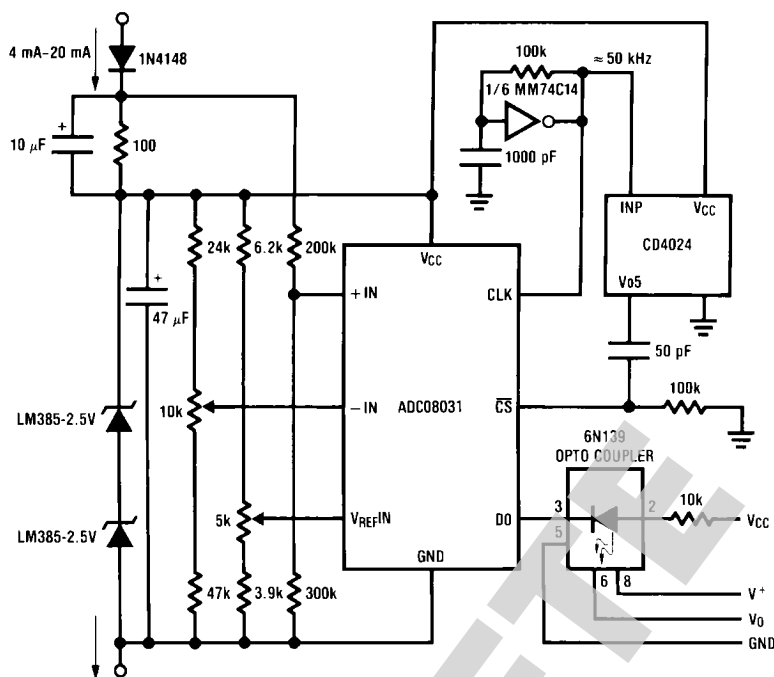 4 mA-20 mA
1N4148
+
10 µF
100
100k
≈ 50 kHz
1/6 MM74C14
1000 pF
INP
VCC
CD4024
VO5
24k
6.2k
200k
VCC
+IN
CLK
+
47 µF
50 pF
LM385-2.5V
10k
−IN
ADC08031
CS
100k
6N139
OPTO COUPLER
LM385-2.5V
5k
VREFIN
DO
3
2
10k
VCC
5
GND
47k
3.9k
300k
6
8
V+
VO
GND